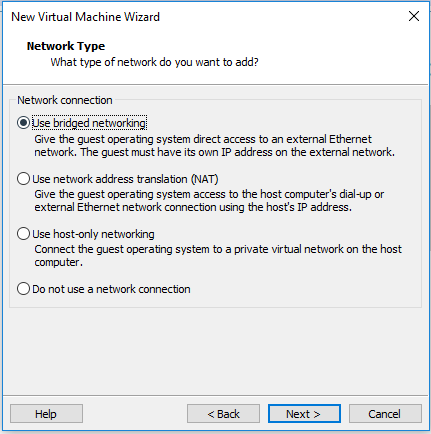 New Virtual Machine Wizard
Network Type
What type of network do you want to add?
Network connection
Use bridged networking
Give the guest operating system direct access to an external Ethernet
network. The guest must have its own IP address on the external network.
Use network address translation (NAT)
Give the guest operating system access to the host computer's dial-up or
external Ethernet network connection using the host's IP address.
Use host-only networking
Connect the guest operating system to a private virtual network on the host
computer.
Do not use a network connection
Help
< Back
Next >
Cancel